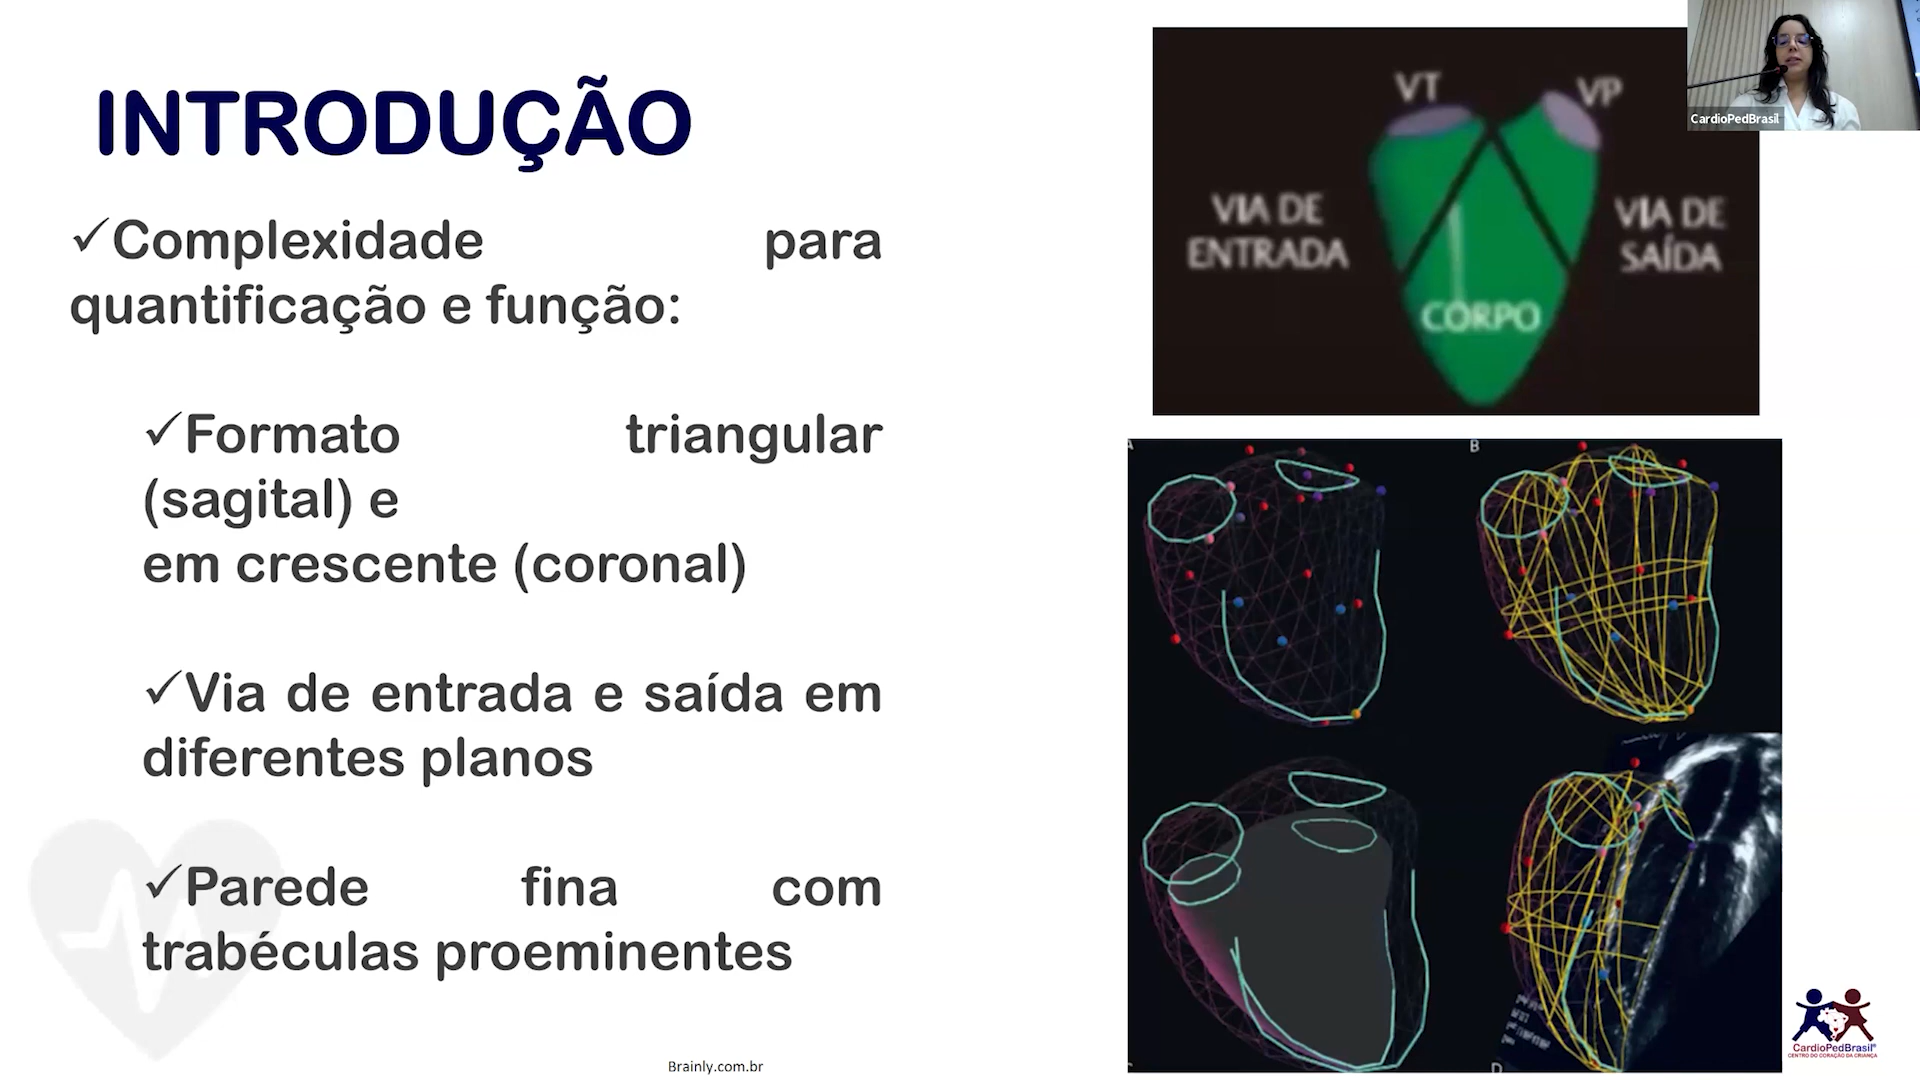 INTRODUÇÃO
✓Complexidade para
quantificação e função:
✓Formato triangular
(sagital) e
em crescente (coronal)
✓Via de entrada e saída em
diferentes planos
✓Parede fina com
trabéculas proeminentes
Brainly.com.br
VT
VP
VIA DE
ENTRADA
VIA DE
SAÍDA
CORPO
A
B
C
D
CardioPedBrasil
CardioPedBrasil®
CENTRO DO CORAÇÃO DA CRIANÇA